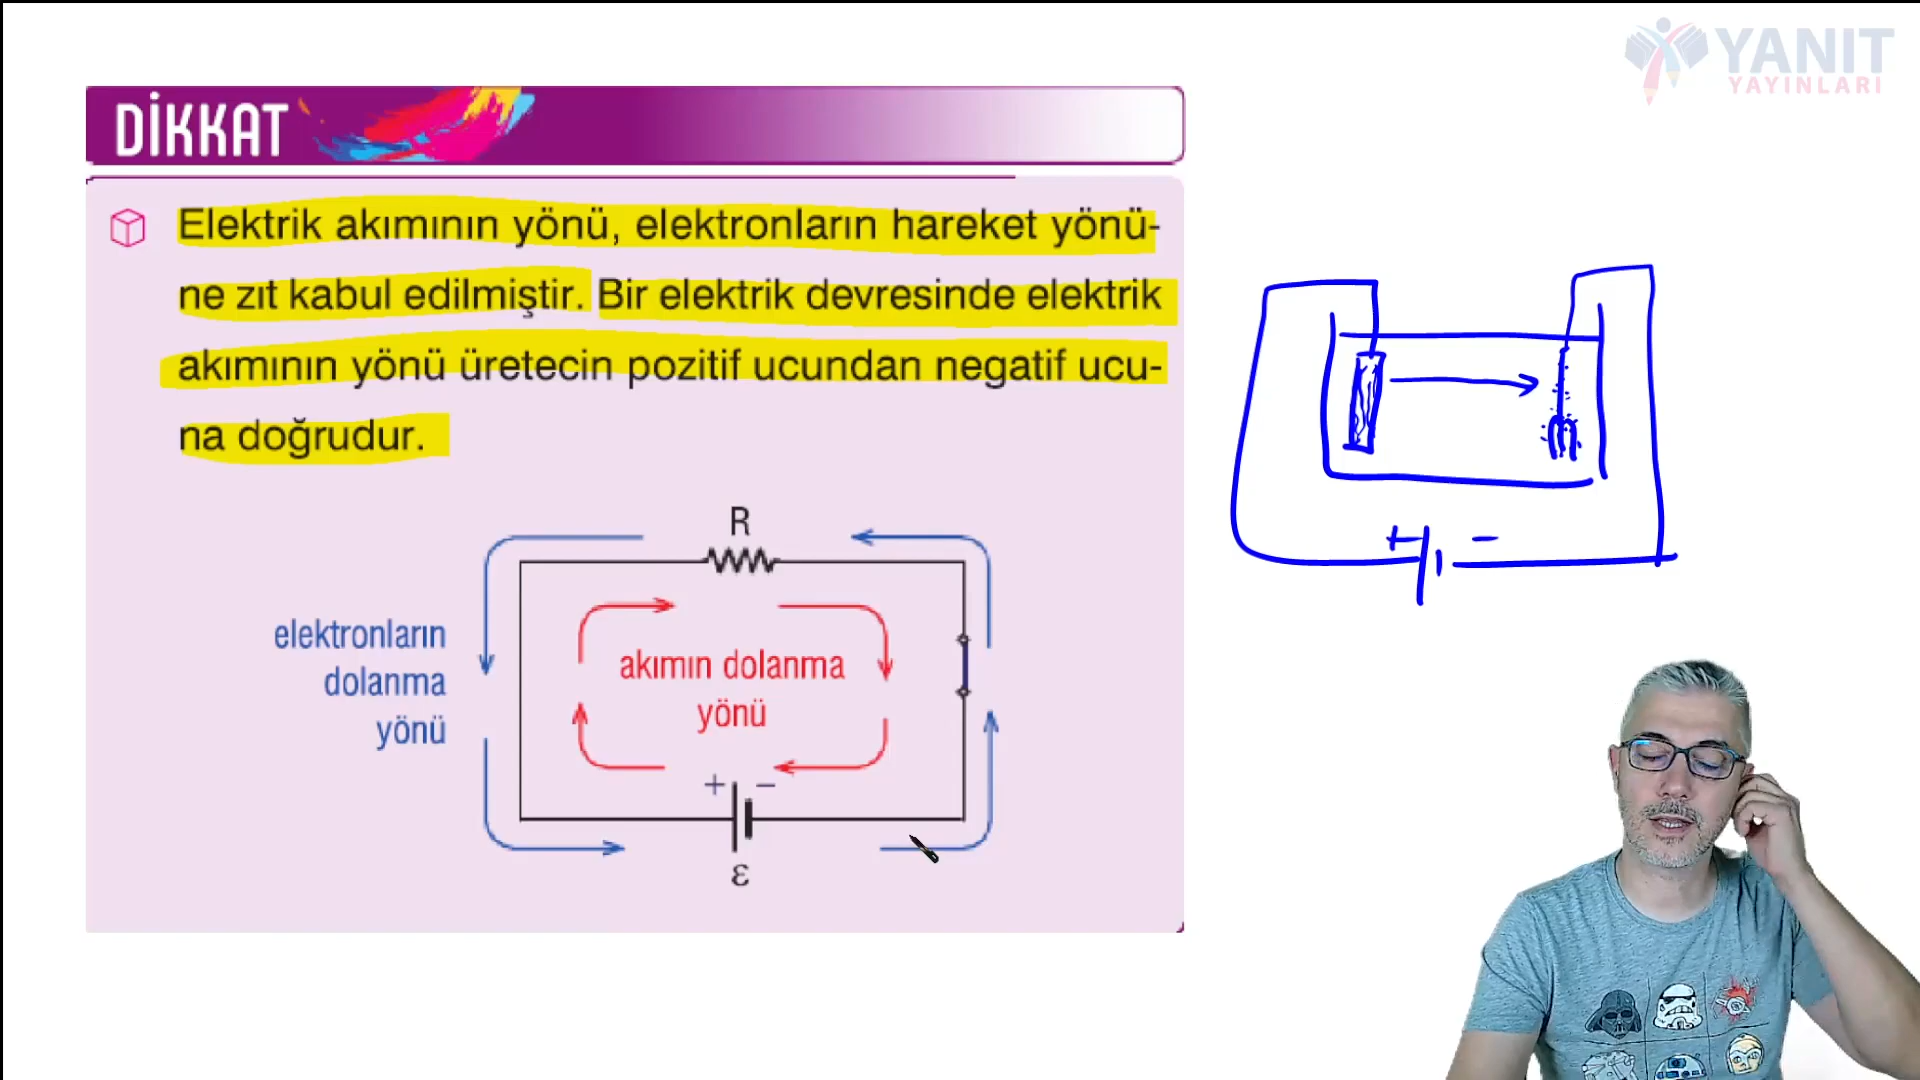 YANIT
YAYINLARI
DİKKAT
Elektrik akımının yönü, elektronların hareket yönü-
ne zıt kabul edilmiştir. Bir elektrik devresinde elektrik
akımının yönü üretecin pozitif ucundan negatif ucu-
na doğrudur.
R
elektronların
dolanma
yönü
akımın dolanma
yönü
+ −
ε
+ −